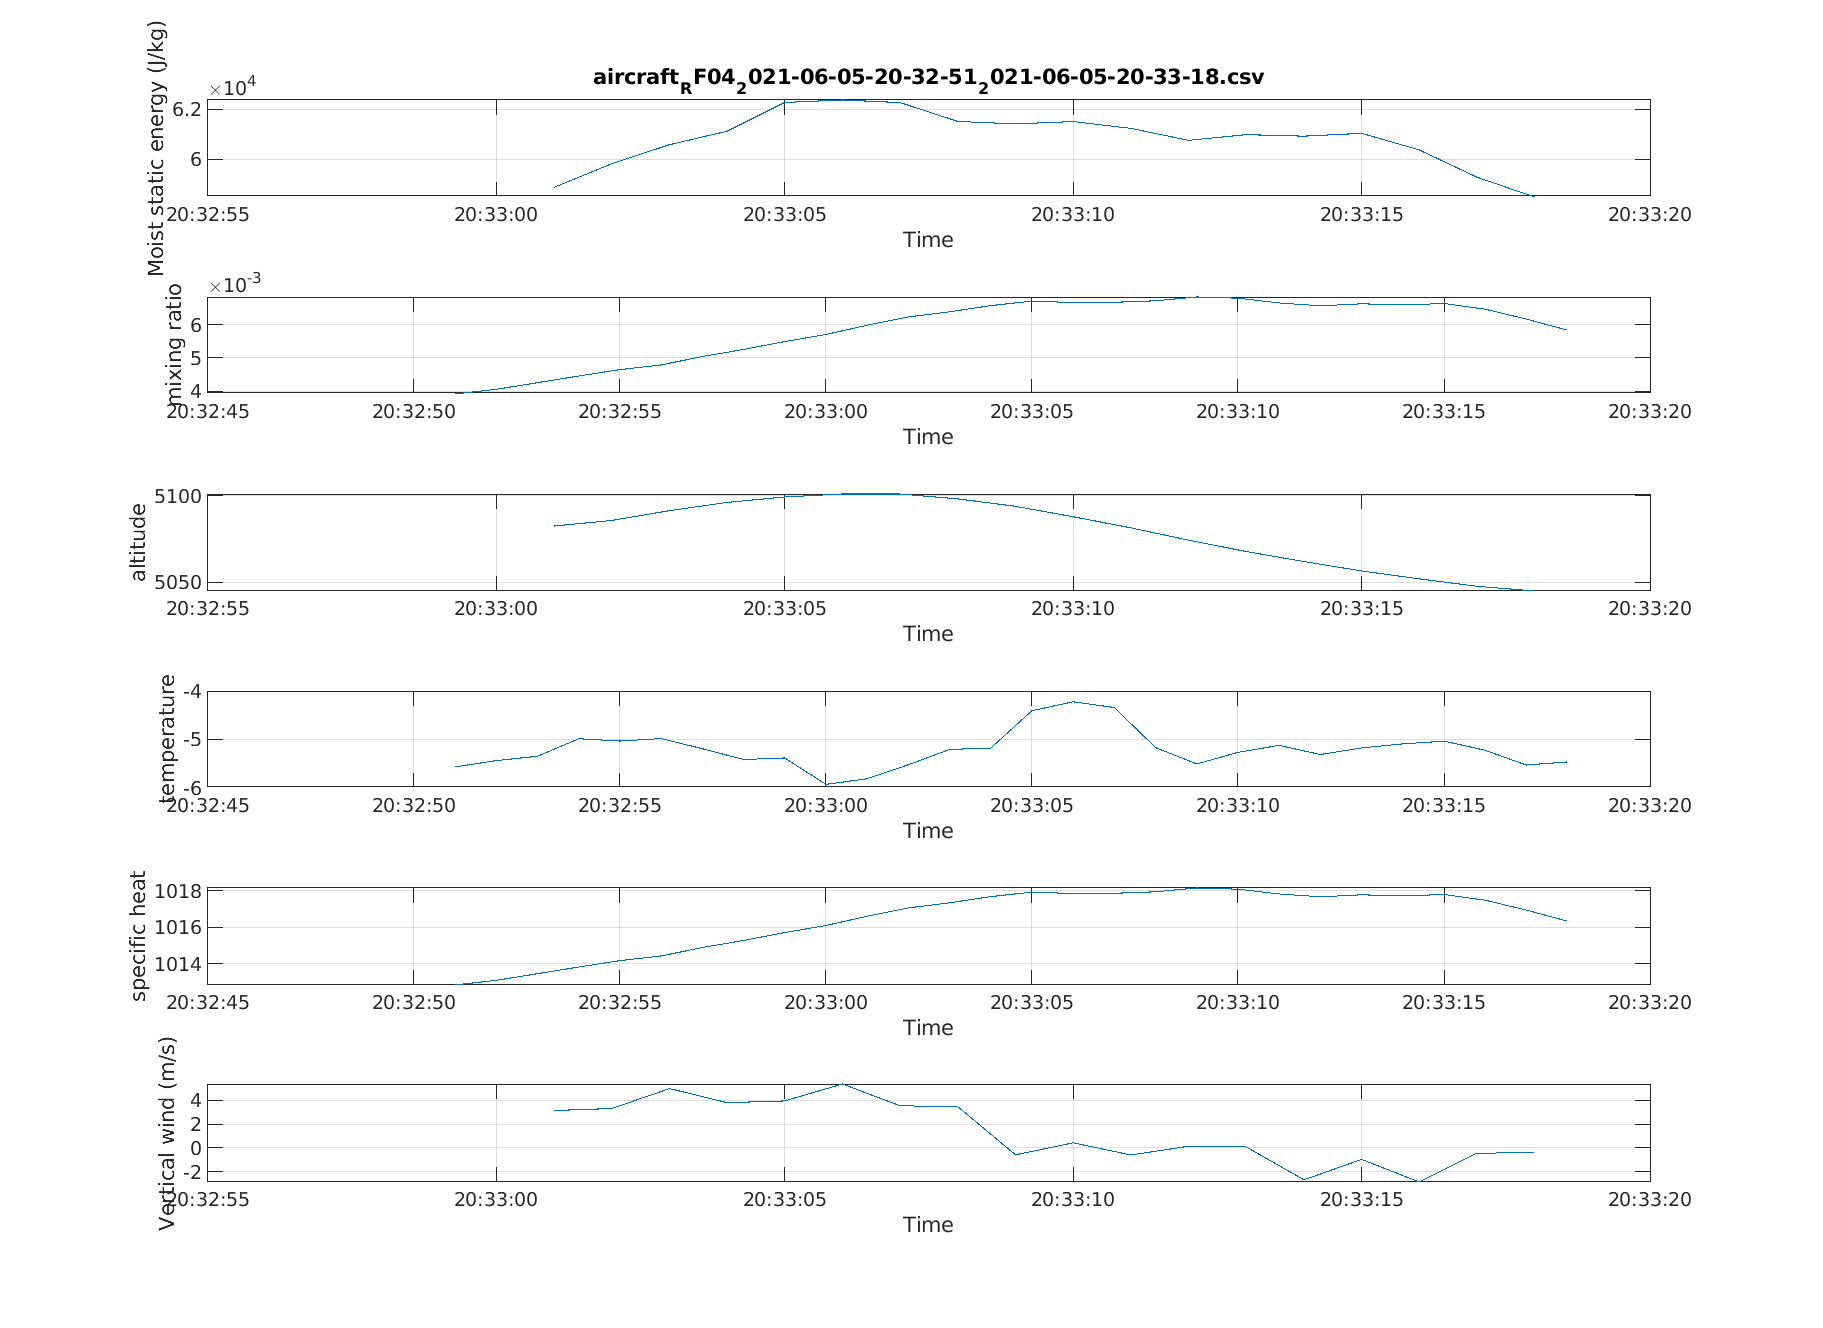 aircraft_RF04_2021-06-05-20-32-51_2021-06-05-20-33-18.csv
Moist static energy (J/kg)
×10^4
6.2
6
20:32:55 20:33:00 20:33:05 20:33:10 20:33:15 20:33:20
Time
mixing ratio
×10^-3
6
5
4
20:32:45 20:32:50 20:32:55 20:33:00 20:33:05 20:33:10 20:33:15 20:33:20
Time
altitude
5100
5050
20:32:55 20:33:00 20:33:05 20:33:10 20:33:15 20:33:20
Time
temperature
-4
-5
-6
20:32:45 20:32:50 20:32:55 20:33:00 20:33:05 20:33:10 20:33:15 20:33:20
Time
specific heat
1018
1016
1014
20:32:45 20:32:50 20:32:55 20:33:00 20:33:05 20:33:10 20:33:15 20:33:20
Time
Vertical wind (m/s)
4
2
0
-2
20:32:55 20:33:00 20:33:05 20:33:10 20:33:15 20:33:20
Time